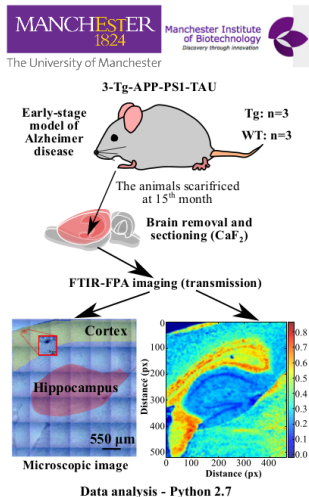 MANCHESTER
1824
The University of Manchester
Manchester Institute
of Biotechnology
Discovery through innovation
3-Tg-APP-PS1-TAU
Early-stage
model of
Alzheimer
disease
Tg: n=3
WT: n=3
The animals scarifriced
at 15th month
Brain removal and
sectioning (CaF2)
FTIR-FPA imaging (transmission)
Cortex
Hippocampus
550 µm
Microscopic image
Distance (px)
0
100
200
300
400
500
0 100 200 300 400
Distance (px)
0.8
0.7
0.6
0.5
0.4
0.3
0.2
0.1
0.0
Data analysis - Python 2.7